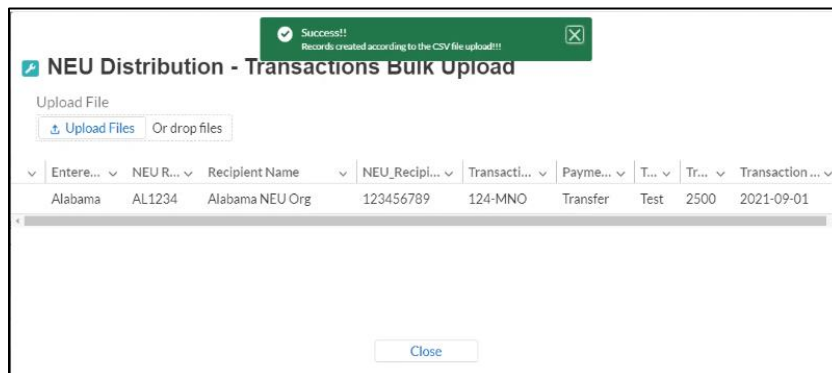 Success!!
Records created according to the CSV file upload!!!
NEU Distribution - Transactions Bulk Upload
Upload File
Upload Files Or drop files
Entere... NEU R... Recipient Name NEU_Recipi... Transacti... Payme... T... Tr... Transaction ...
Alabama AL1234 Alabama NEU Org 123456789 124-MNO Transfer Test 2500 2021-09-01
Close